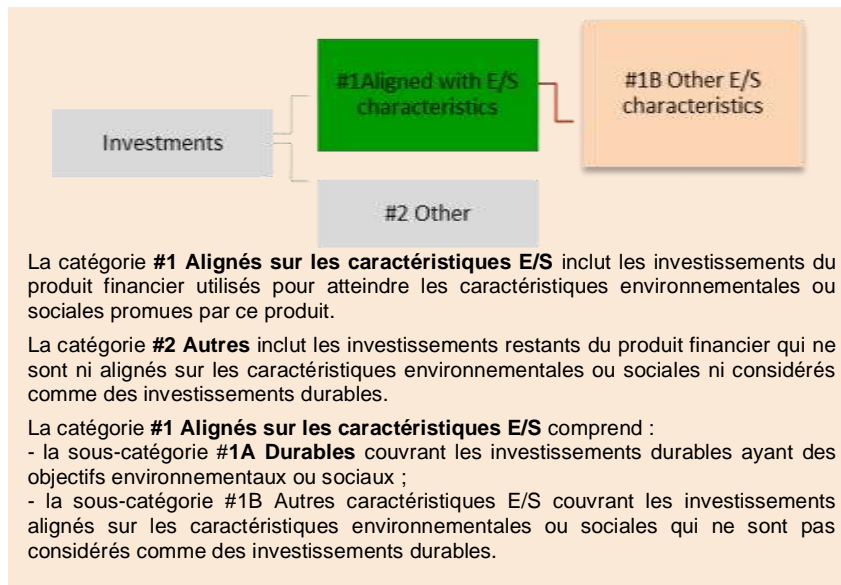 #1Aligned with E/S
characteristics
#1B Other E/S
characteristics
Investments
#2 Other
La catégorie #1 Alignés sur les caractéristiques E/S inclut les investissements du
produit financier utilisés pour atteindre les caractéristiques environnementales ou
sociales promues par ce produit.
La catégorie #2 Autres inclut les investissements restants du produit financier qui ne
sont ni alignés sur les caractéristiques environnementales ou sociales ni considérés
comme des investissements durables.
La catégorie #1 Alignés sur les caractéristiques E/S comprend :
- la sous-catégorie #1A Durables couvrant les investissements durables ayant des
objectifs environnementaux ou sociaux ;
- la sous-catégorie #1B Autres caractéristiques E/S couvrant les investissements
alignés sur les caractéristiques environnementales ou sociales qui ne sont pas
considérés comme des investissements durables.